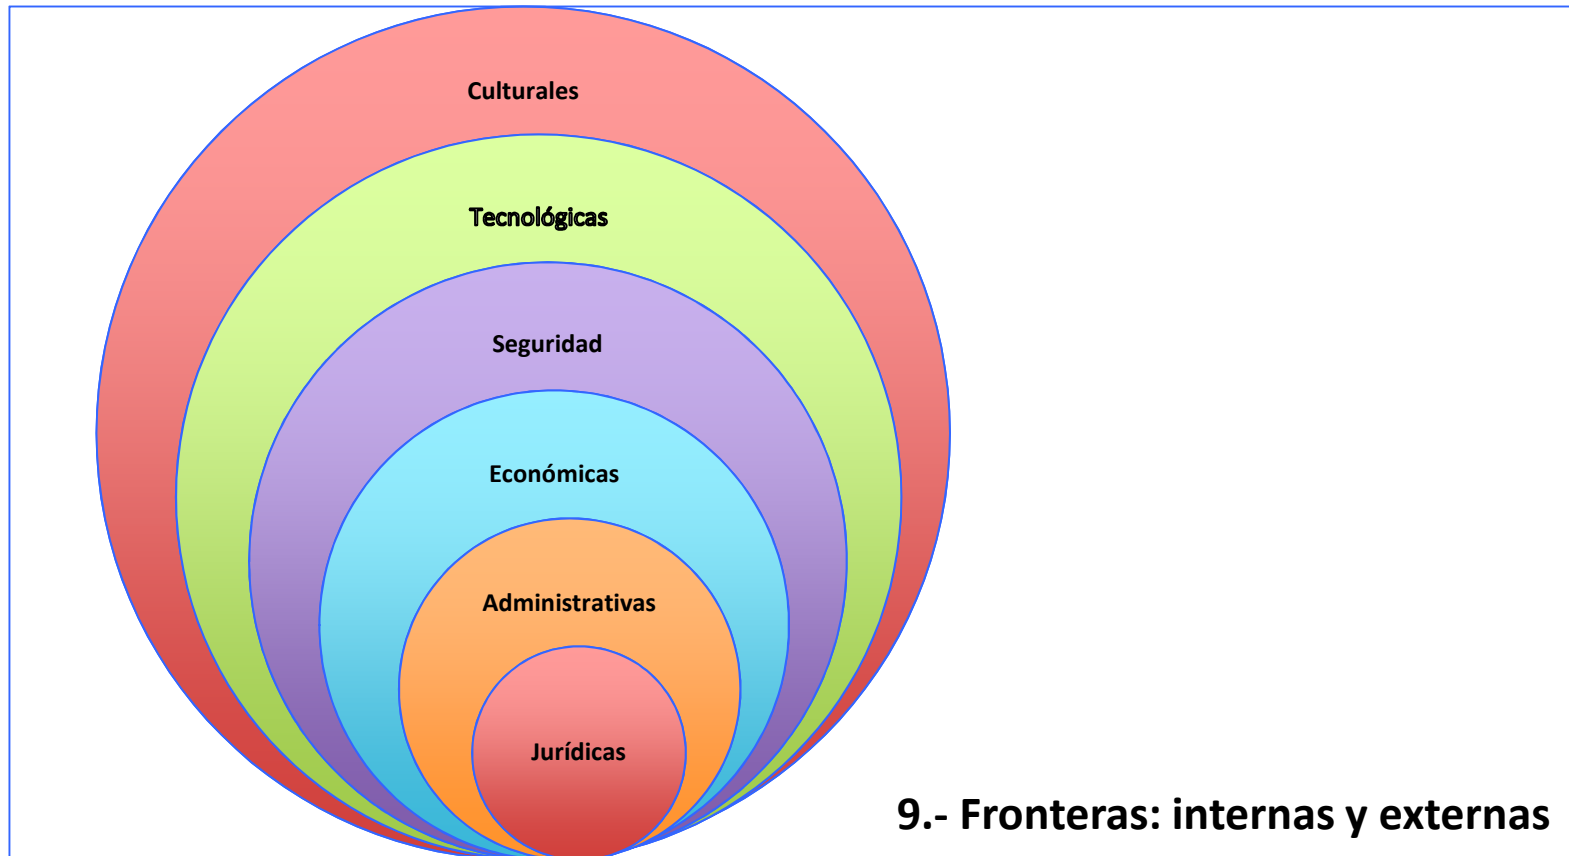 Culturales
Tecnológicas
Seguridad
Económicas
Administrativas
Jurídicas
9.- Fronteras: internas y externas